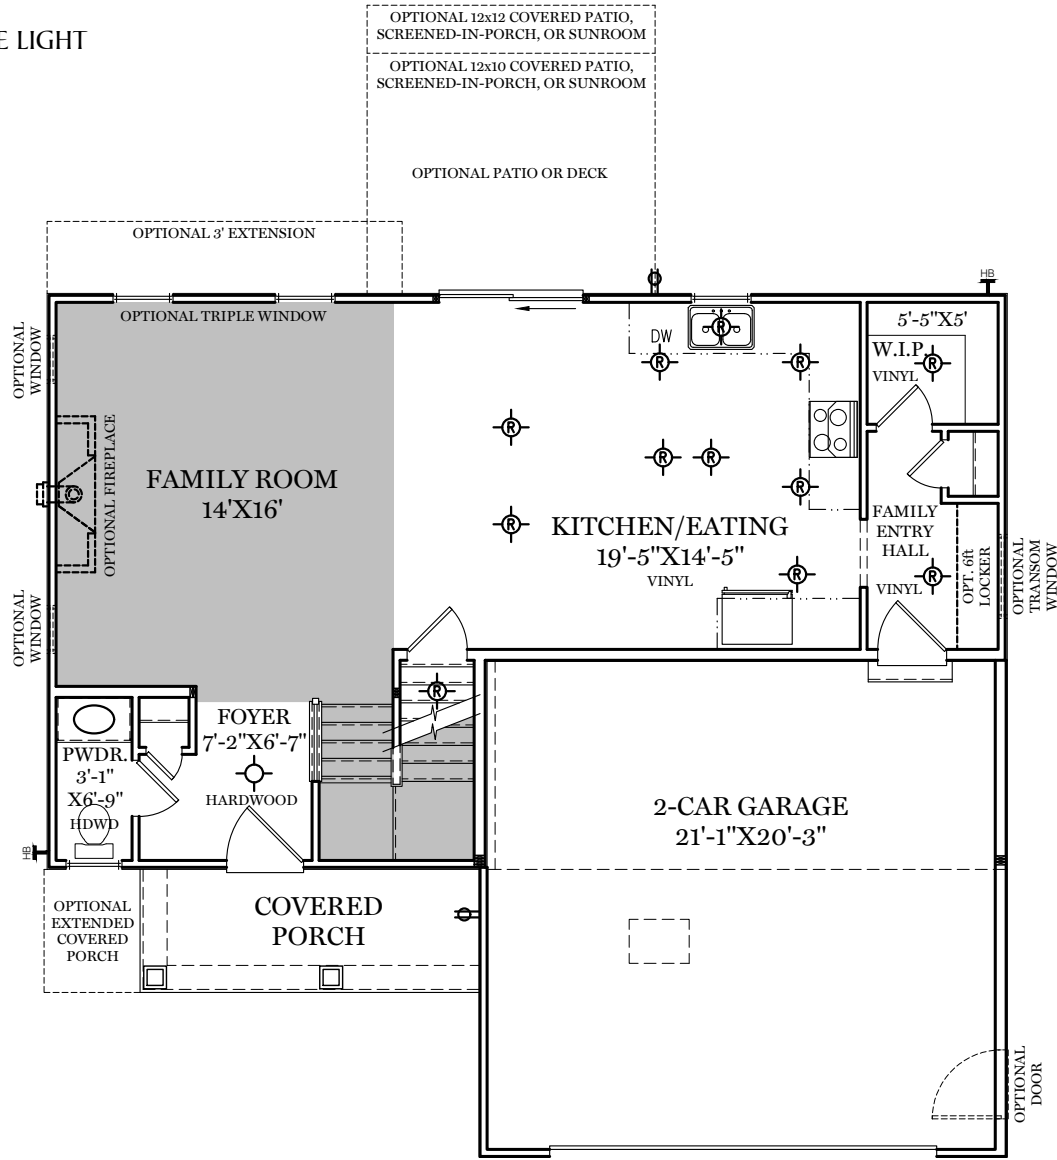 E LIGHT
OPTIONAL 12x12 COVERED PATIO,
SCREENED-IN-PORCH, OR SUNROOM
OPTIONAL 12x10 COVERED PATIO,
SCREENED-IN-PORCH, OR SUNROOM
OPTIONAL PATIO OR DECK
OPTIONAL 3' EXTENSION
HB
OPTIONAL TRIPLE WINDOW
OPTIONAL
WINDOW
DW
R
R
R
5'-5"X5'
W.I.P.
R
VINYL
OPTIONAL FIREPLACE
FAMILY ROOM
14'X16'
R
R
R
R
R
KITCHEN/EATING
19'-5"X14'-5"
VINYL
R
FAMILY
ENTRY
HALL
R
VINYL
OPT. 6ft
LOCKER
OPTIONAL
TRANSOM
WINDOW
OPTIONAL
WINDOW
R
FOYER
7'-2"X6'-7"
HARDWOOD
PWDR.
3'-1"
X6'-9"
HDWD
HB
2-CAR GARAGE
21'-1"X20'-3"
OPTIONAL
EXTENDED
COVERED
PORCH
COVERED
PORCH
OPTIONAL
DOOR